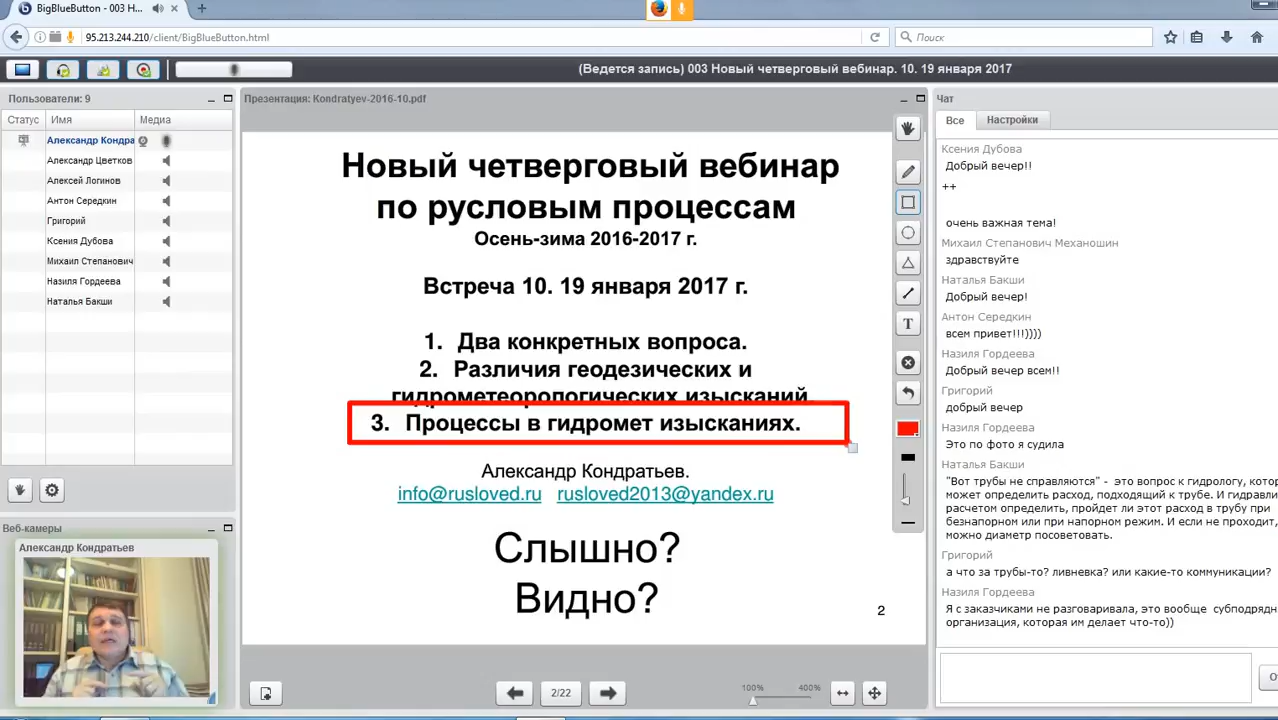 BigBlueButton - 003 Н...
95.213.244.210/client/BigBlueButton.html
Поиск
(Ведется запись) 003 Новый четверговый вебинар. 10. 19 января 2017
Пользователи: 9
Статус Имя Медиа
Александр Кондра
Александр Цветков
Алексей Логинов
Антон Середкин
Григорий
Ксения Дубова
Михаил Степанович
Назиля Гордеева
Наталья Бакши
Веб-камеры
Александр Кондратьев
Презентация: Kondratyev-2016-10.pdf
Новый четверговый вебинар
по русловым процессам
Осень-зима 2016-2017 г.
Встреча 10. 19 января 2017 г.
1. Два конкретных вопроса.
2. Различия геодезических и
гидрометеорологических изысканий.
3. Процессы в гидромет изысканиях.
Александр Кондратьев.
info@rusloved.ru rusloved2013@yandex.ru
Слышно?
Видно?
2
T
2/22
100% 400%
Чат
Все Настройки
Ксения Дубова
Добрый вечер!!
++
очень важная тема!
Михаил Степанович Механошин
здравствуйте
Наталья Бакши
Добрый вечер!
Антон Середкин
всем привет!!!))))
Назиля Гордеева
Добрый вечер всем!!
Григорий
добрый вечер
Назиля Гордеева
Это по фото я судила
Наталья Бакши
"Вот трубы не справляются" - это вопрос к гидрологу, котор
может определить расход, подходящий к трубе. И гидравли
расчетом определить, пройдет ли этот расход в трубу при
безнапорном или при напорном режим. И если не проходит,
можно диаметр посоветовать.
Григорий
а что за трубы-то? ливневка? или какие-то коммуникации?
Назиля Гордеева
Я с заказчиками не разговаривала, это вообще субподрядн
организация, которая им делает что-то))